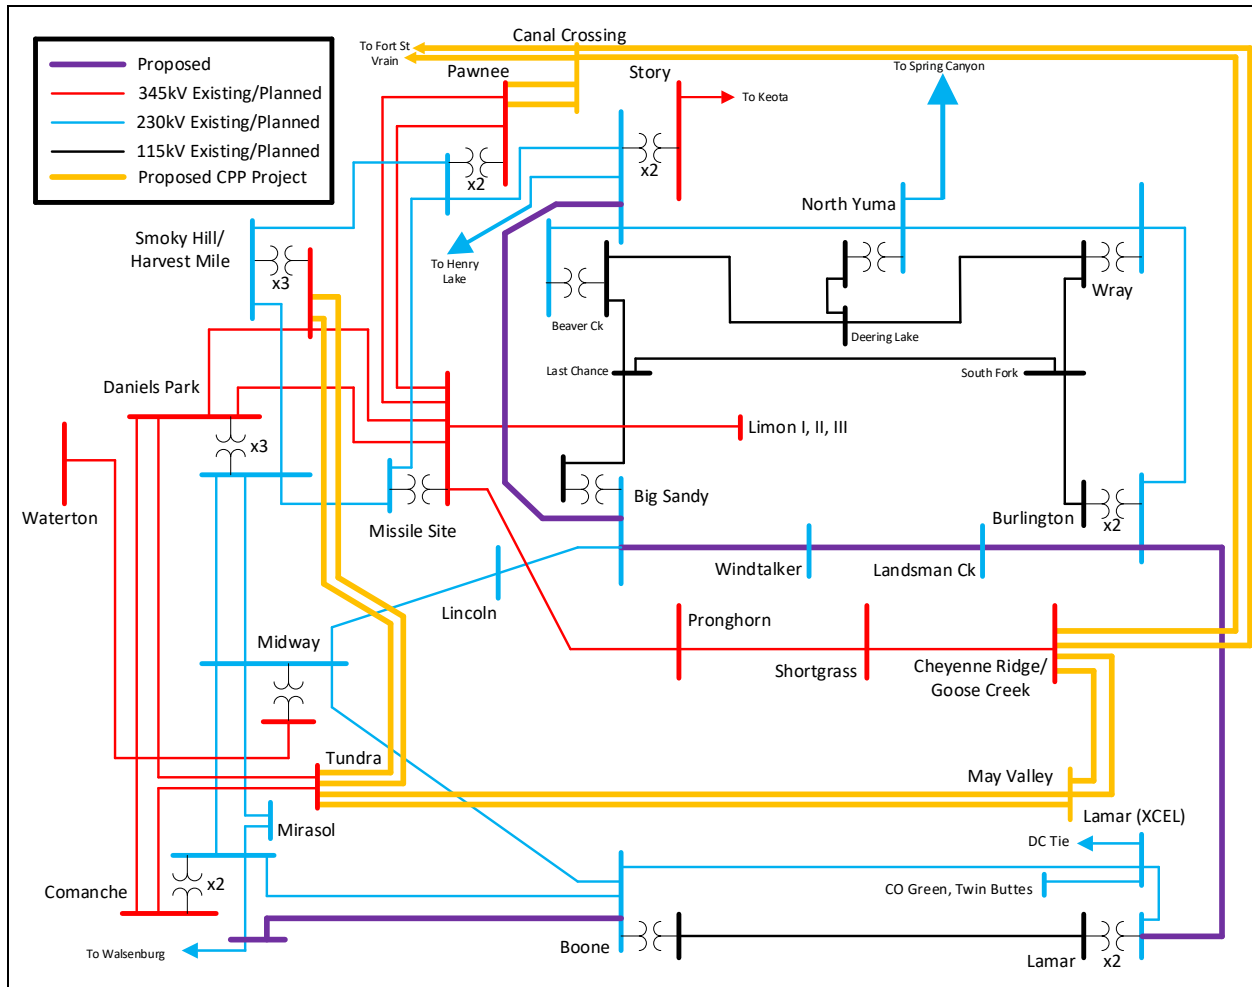 Canal Crossing
To Fort St
Vrain
Proposed
345kV Existing/Planned
230kV Existing/Planned
115kV Existing/Planned
Proposed CPP Project
Pawnee
Story
To Keota
To Spring Canyon
x2
x2
North Yuma
Smoky Hill/
Harvest Mile
x3
To Henry
Lake
Wray
Beaver Ck
Deering Lake
Last Chance
South Fork
Daniels Park
x3
Limon I, II, III
Waterton
Missile Site
Big Sandy
Burlington
x2
Windtalker
Landsman Ck
Lincoln
Pronghorn
Midway
Shortgrass
Cheyenne Ridge/
Goose Creek
Tundra
May Valley
Mirasol
Lamar (XCEL)
DC Tie
x2
CO Green, Twin Buttes
Comanche
To Walsenburg
Boone
Lamar
x2